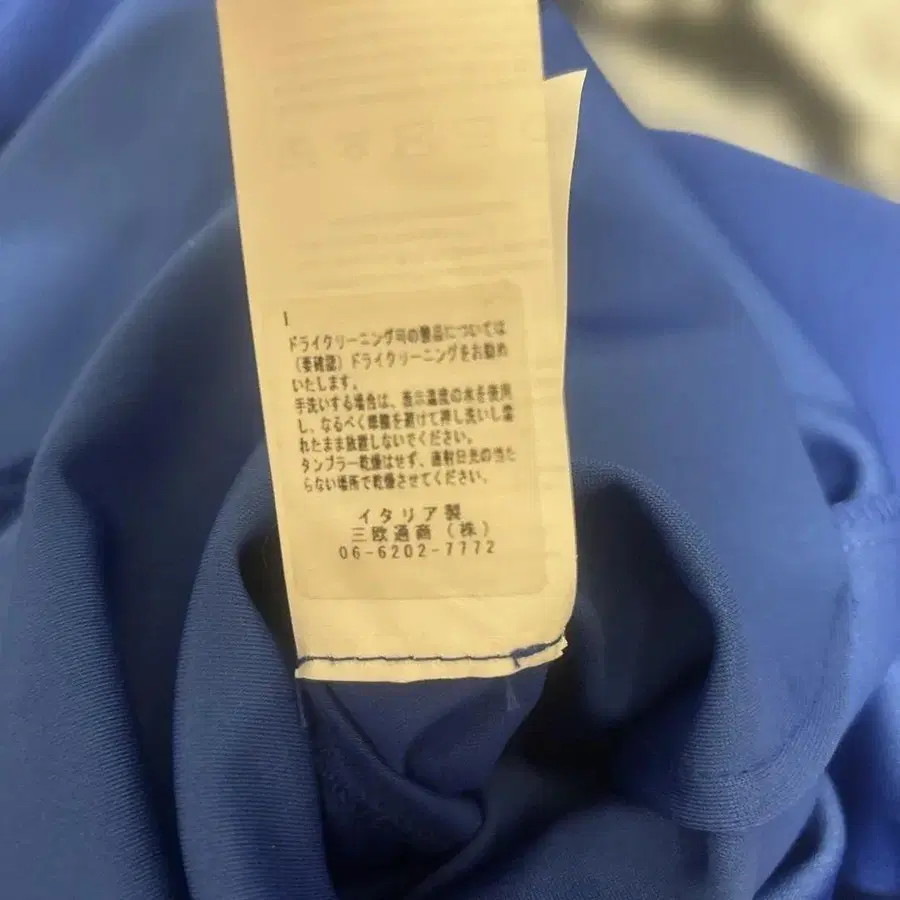 1
ドライクリーニング可の製品については
(要確認)ドライクリーニングをお勧め
いたします。
手洗いする場合は、表示温度の水を使用
し、なるべく摩擦を避けて押し洗いし濡
れたまま放置しないでください。
タンブラー乾燥はせず、直射日光の当た
らない場所で乾燥させてください。
イタリア製
三欧通商(株)
06-6202-7772